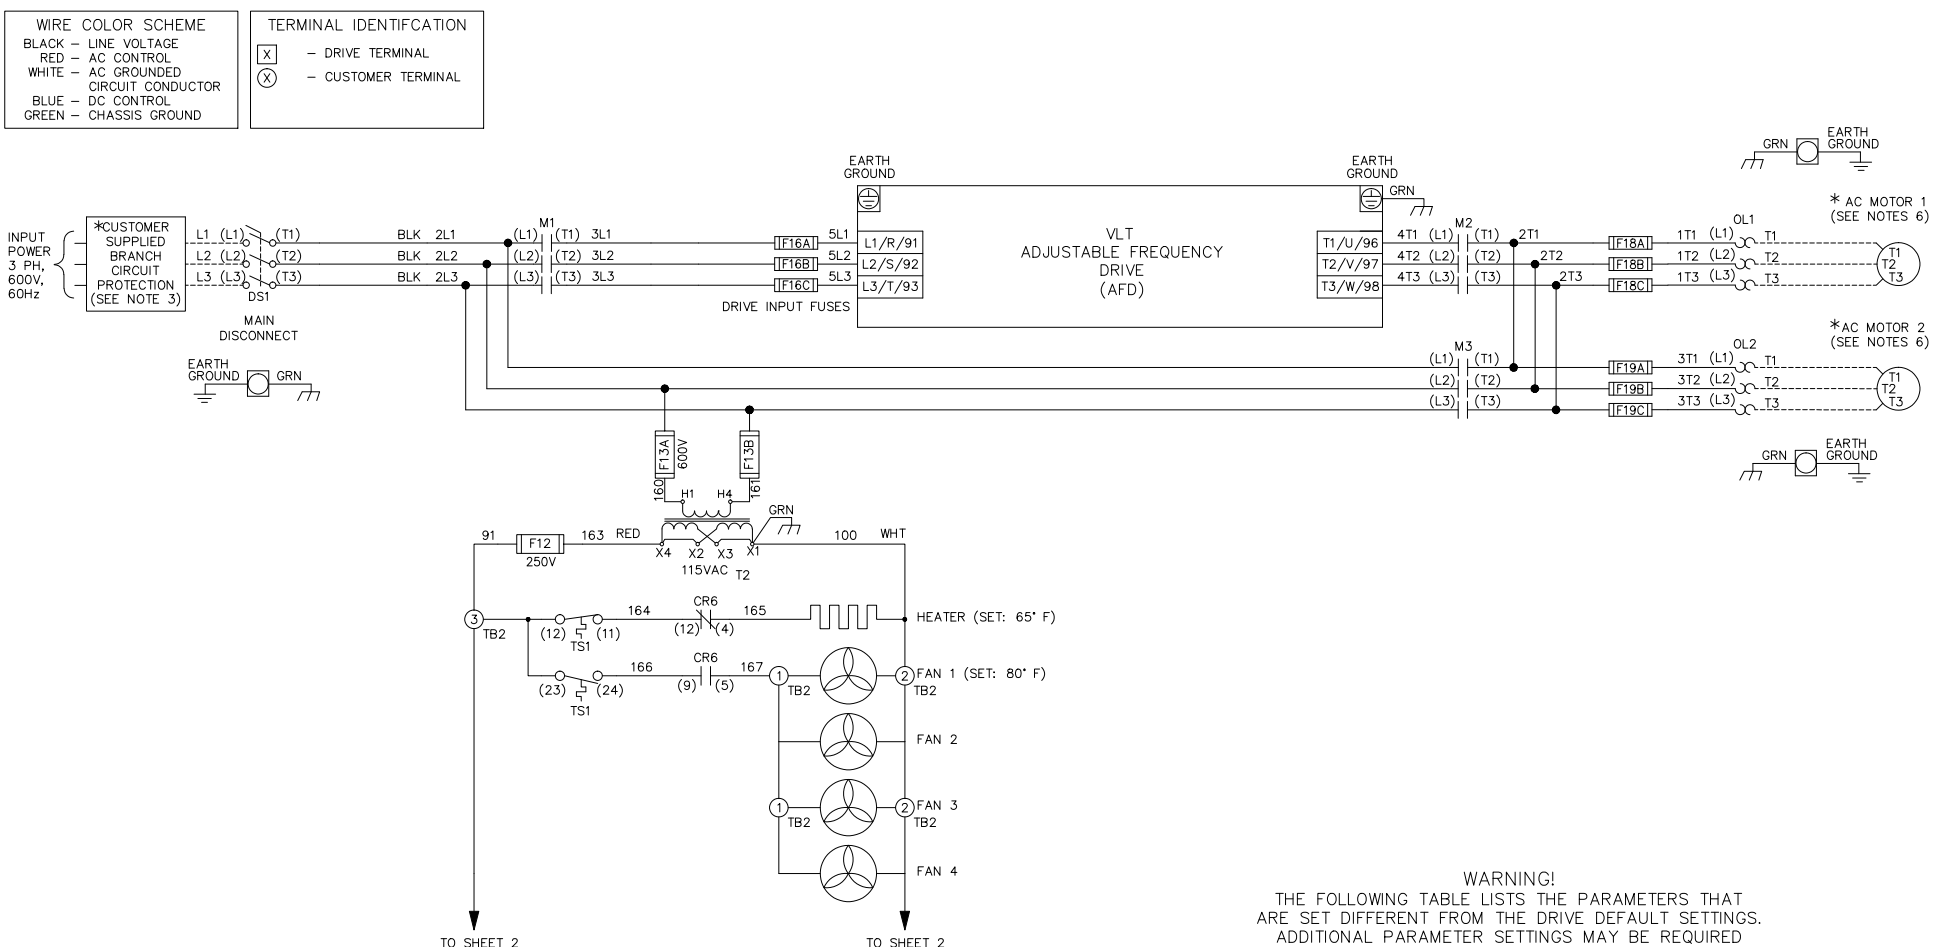 WIRE COLOR SCHEME
BLACK – LINE VOLTAGE
RED – AC CONTROL
WHITE – AC GROUNDED
CIRCUIT CONDUCTOR
BLUE – DC CONTROL
GREEN – CHASSIS GROUND
TERMINAL IDENTIFCATION
X – DRIVE TERMINAL
X – CUSTOMER TERMINAL
INPUT
POWER
3 PH,
600V,
60Hz
*CUSTOMER
SUPPLIED
BRANCH
CIRCUIT
PROTECTION
(SEE NOTE 3)
L1 (L1) (T1) BLK 2L1 (L1) M1 (T1) 3L1 F16A 5L1 L1/R/91
L2 (L2) (T2) BLK 2L2 (L2) (T2) 3L2 F16B 5L2 L2/S/92
L3 (L3) (T3) BLK 2L3 (L3) (T3) 3L3 F16C 5L3 L3/T/93
DS1
MAIN
DISCONNECT
EARTH
GROUND GRN
DRIVE INPUT FUSES
EARTH
GROUND
VLT
ADJUSTABLE FREQUENCY
DRIVE
(AFD)
EARTH
GROUND
GRN
T1/U/96 4T1 (L1) M2 (T1) 2T1 F18A 1T1 (L1) OL1 T1
T2/V/97 4T2 (L2) (T2) 2T2 F18B 1T2 (L2) T2
T3/W/98 4T3 (L3) (T3) 2T3 F18C 1T3 (L3) T3
GRN EARTH
GROUND
* AC MOTOR 1
(SEE NOTES 6)
T1
T2
T3
*AC MOTOR 2
(SEE NOTES 6)
(L1) M3 (T1) F19A 3T1 (L1) OL2 T1
(L2) (T2) F19B 3T2 (L2) T2
(L3) (T3) F19C 3T3 (L3) T3
T1
T2
T3
GRN EARTH
GROUND
F13A 600V F13B
160 H1 H4 161
GRN
91 F12 163 RED X4 X2 X3 X1 100 WHT
250V
115VAC T2
3 TB2 (12) (11) 164 CR6 165 HEATER (SET: 65° F)
TS1 (12) (4)
(23) (24) 166 CR6 167 1 2 FAN 1 (SET: 80° F)
TS1 (9) (5) TB2 TB2
FAN 2
1 2 FAN 3
TB2 TB2
FAN 4
TO SHEET 2
TO SHEET 2
WARNING!
THE FOLLOWING TABLE LISTS THE PARAMETERS THAT
ARE SET DIFFERENT FROM THE DRIVE DEFAULT SETTINGS.
ADDITIONAL PARAMETER SETTINGS MAY BE REQUIRED